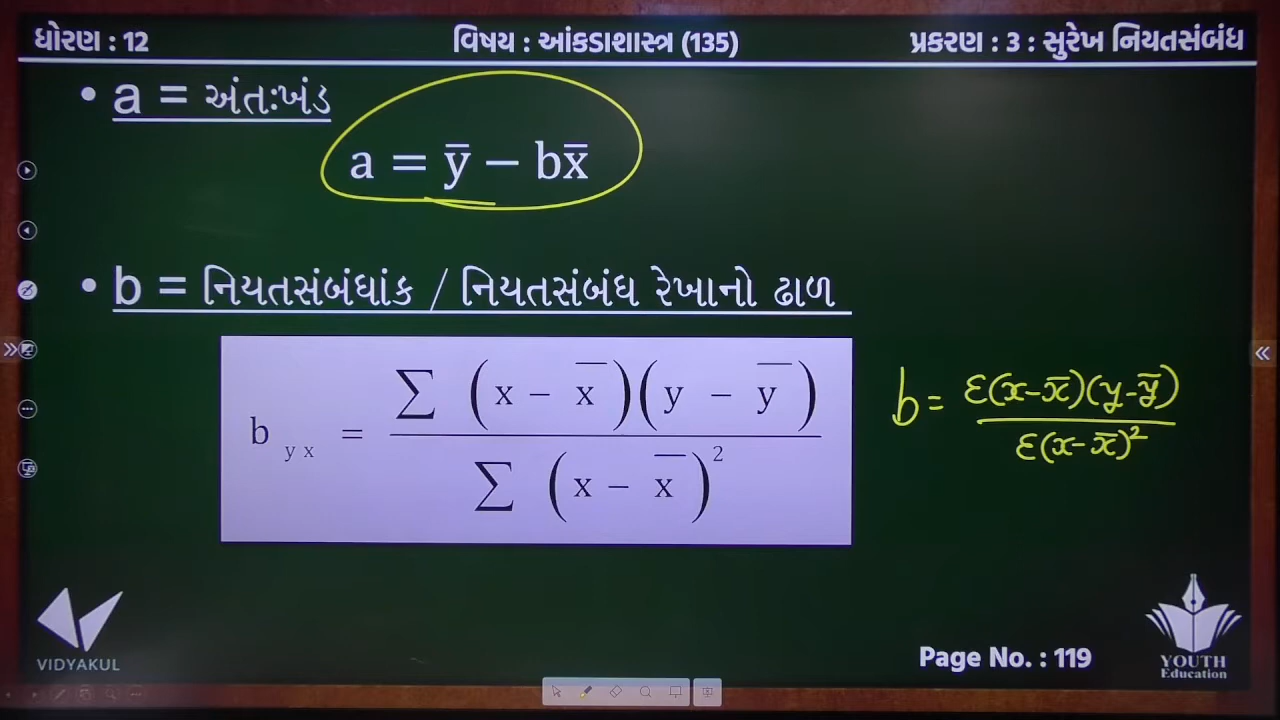 ધોરણ : 12 વિષય : આંકડાશાસ્ત્ર (135) પ્રકરણ : 3 : સુરેખ નિયતસંબંધ
• a = અંતઃખંડ
a = y̅ − bx̅
• b = નિયતસંબંધાંક / નિયતસંબંધ રેખાનો ઢાળ
b yx = ∑ (x − x̅)(y − y̅) / ∑ (x − x̅)²
b = Σ(x-x̅)(y-y̅) / Σ(x-x̅)²
VIDYAKUL
Page No. : 119
YOUTH
Education